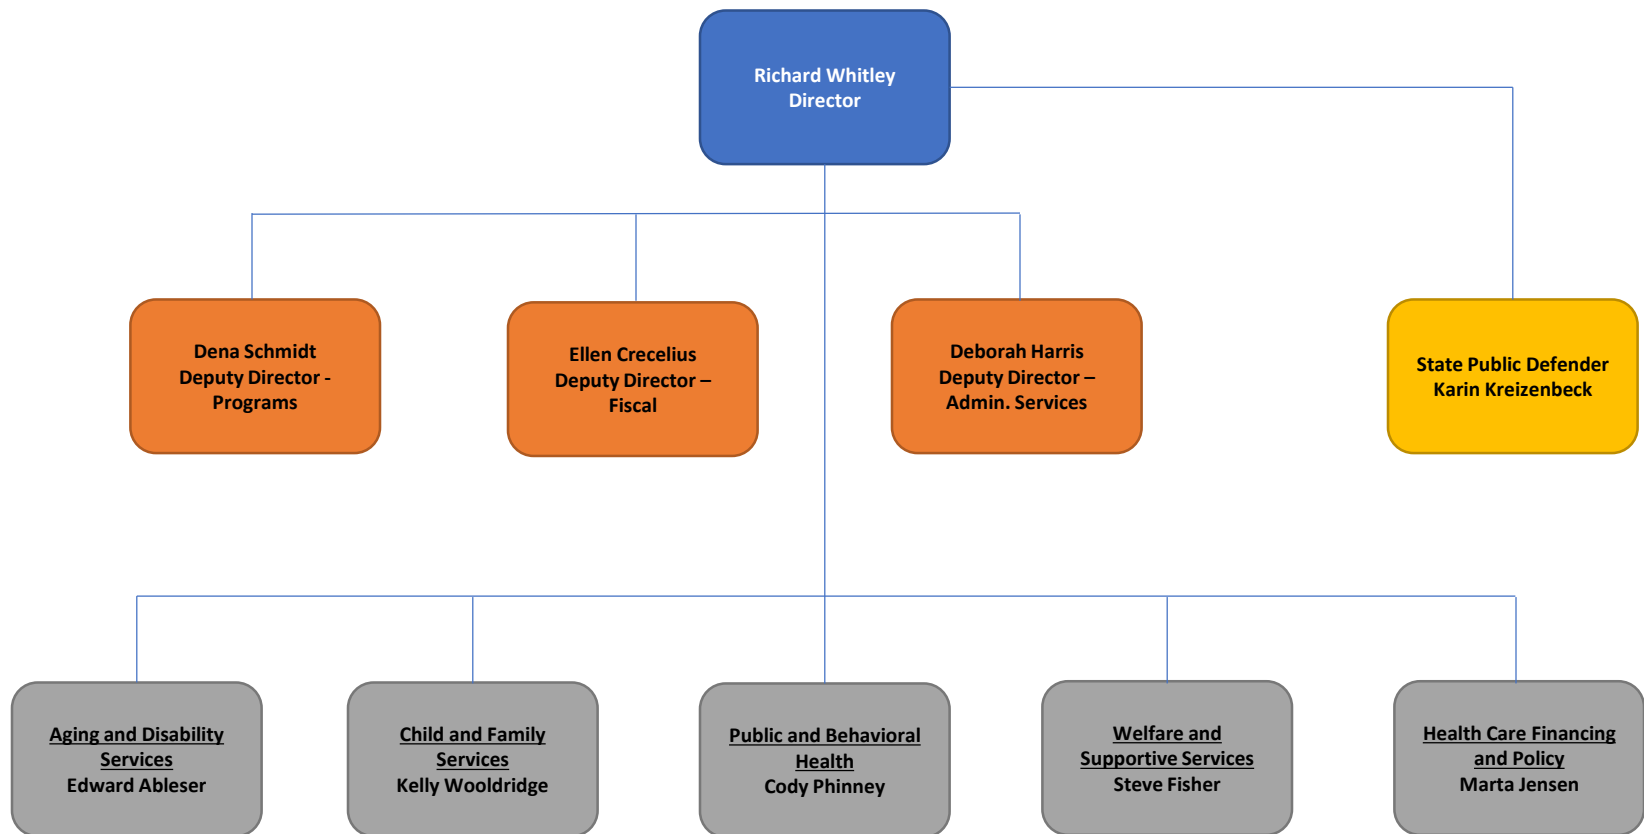 Richard Whitley
Director
Dena Schmidt
Deputy Director -
Programs
Ellen Crecelius
Deputy Director –
Fiscal
Deborah Harris
Deputy Director –
Admin. Services
State Public Defender
Karin Kreizenbeck
Aging and Disability
Services
Edward Ableser
Child and Family
Services
Kelly Wooldridge
Public and Behavioral
Health
Cody Phinney
Welfare and
Supportive Services
Steve Fisher
Health Care Financing
and Policy
Marta Jensen